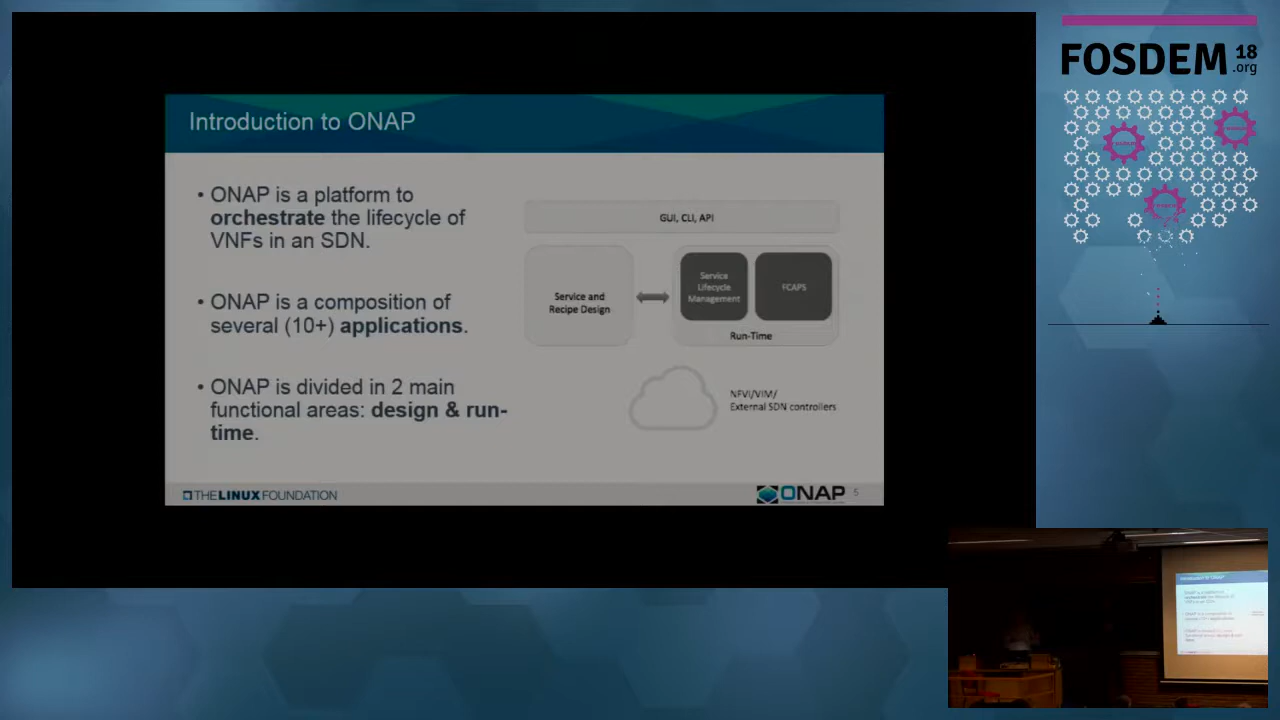 Introduction to ONAP
• ONAP is a platform to
orchestrate the lifecycle of
VNFs in an SDN.
• ONAP is a composition of
several (10+) applications.
• ONAP is divided in 2 main
functional areas: design & run-
time.
GUI, CLI, API
Service and
Recipe Design
Service
Lifecycle
Management
FCAPS
Run-Time
NFVI/VIM/
External SDN controllers
THE LINUX FOUNDATION
ONAP
5
FOSDEM 18
.org